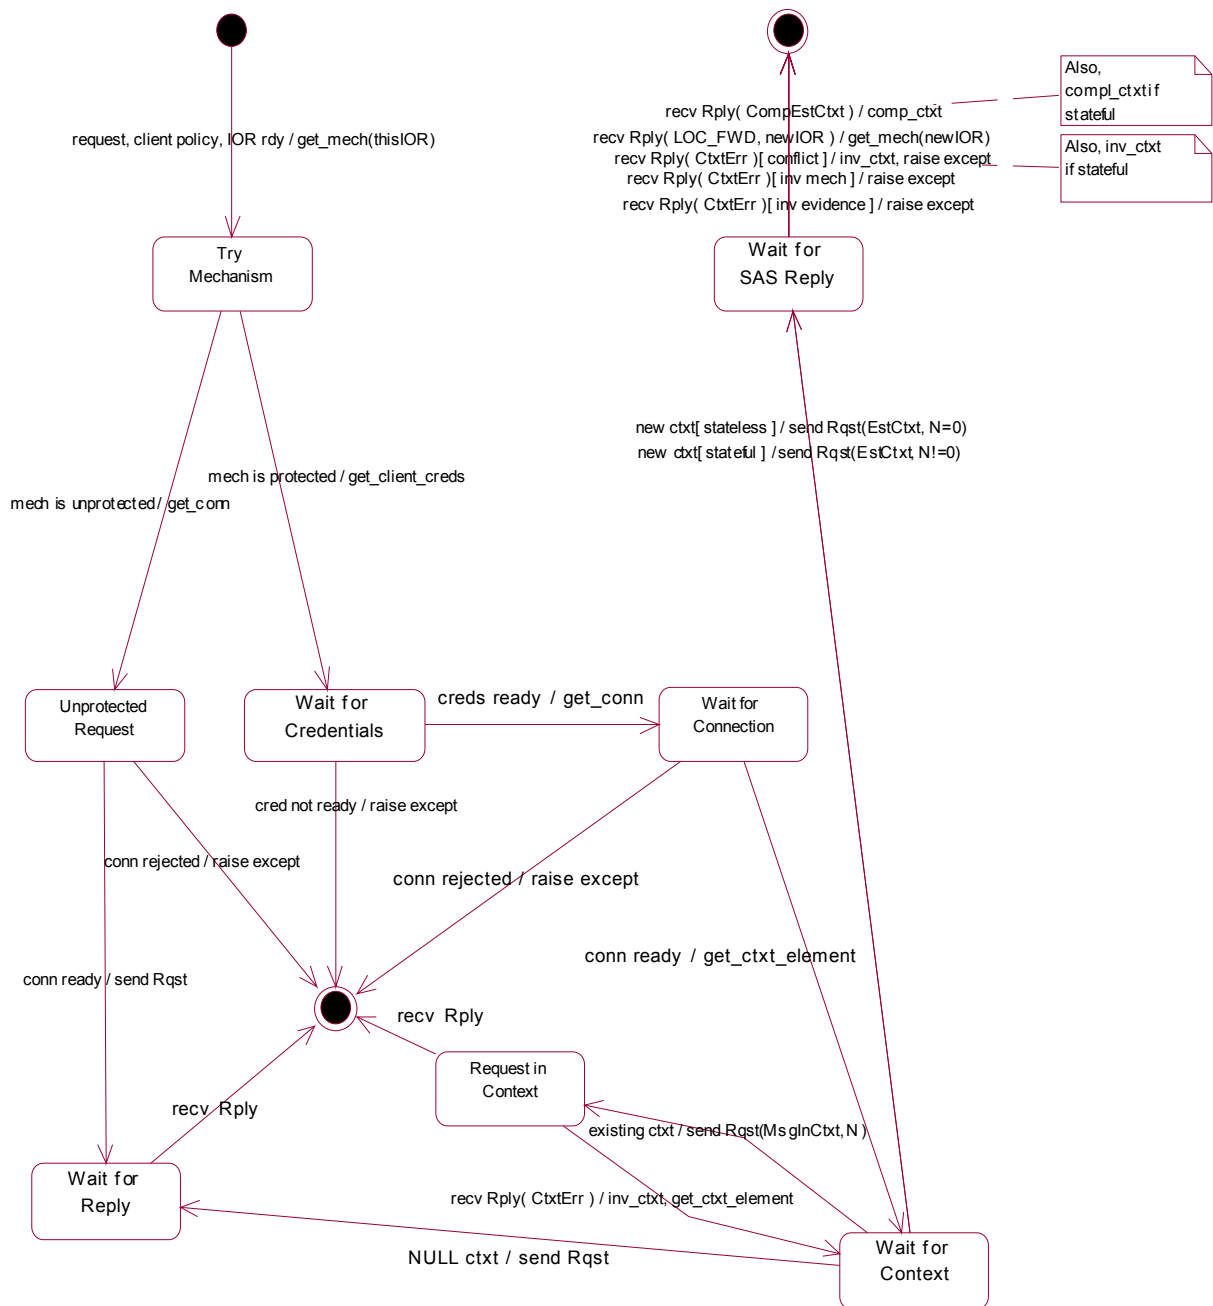 Also,
compl_ctxt if
stateful
recv Rply( CompEstCtxt ) / comp_ctxt
request, client policy, IOR rdy / get_mech(thisIOR)
recv Rply( LOC_FWD, newIOR ) / get_mech(newIOR)
Also, inv_ctxt
if stateful
recv Rply( CtxtErr )[ conflict ] / inv_ctxt, raise except
recv Rply( CtxtErr )[ inv mech ] / raise except
recv Rply( CtxtErr )[ inv evidence ] / raise except
Try
Mechanism
Wait for
SAS Reply
new ctxt[ stateless ] / send Rqst(EstCtxt, N=0)
new ctxt[ stateful ] / send Rqst(EstCtxt, N!=0)
mech is protected / get_client_creds
mech is unprotected / get_conn
Unprotected
Request
Wait for
Credentials
creds ready / get_conn
Wait for
Connection
cred not ready / raise except
conn rejected / raise except
conn rejected / raise except
conn ready / get_ctxt_element
conn ready / send Rqst
recv Rply
Request in
Context
recv Rply
existing ctxt / send Rqst(MsgInCtxt, N )
Wait for
Reply
recv Rply( CtxtErr ) / inv_ctxt, get_ctxt_element
NULL ctxt / send Rqst
Wait for
Context